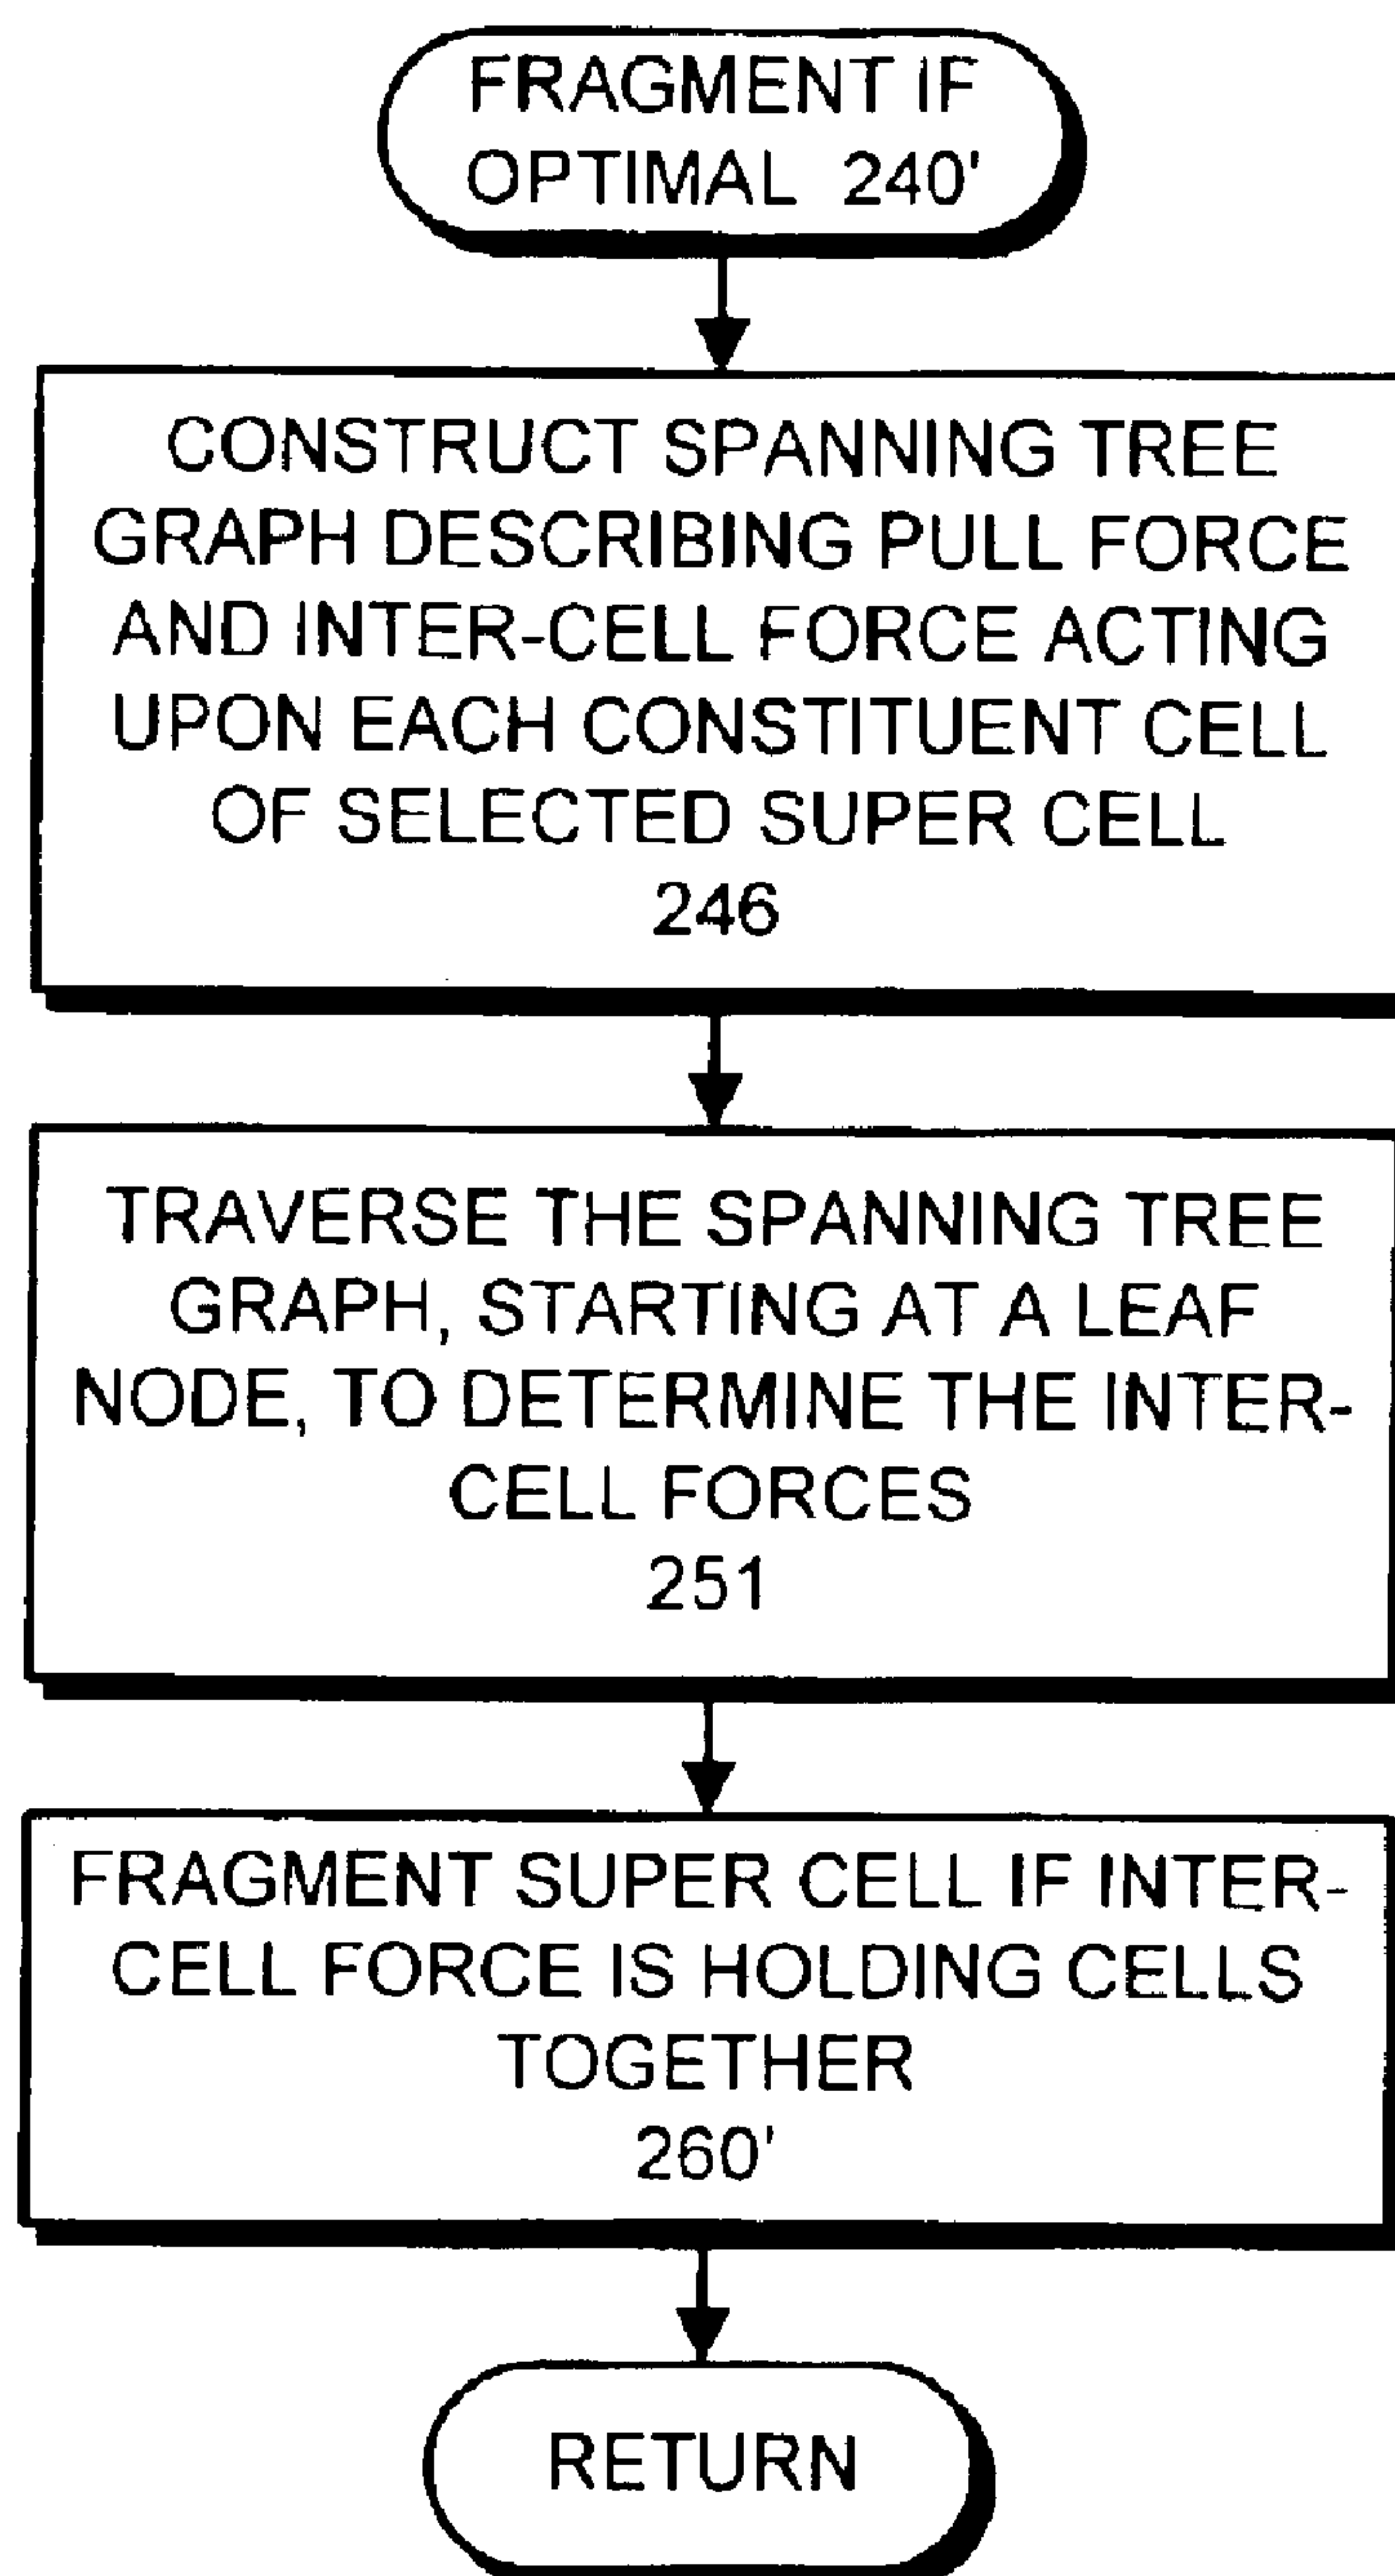 FRAGMENT IF
OPTIMAL 240'
CONSTRUCT SPANNING TREE
GRAPH DESCRIBING PULL FORCE
AND INTER-CELL FORCE ACTING
UPON EACH CONSTITUENT CELL
OF SELECTED SUPER CELL
246
TRAVERSE THE SPANNING TREE
GRAPH, STARTING AT A LEAF
NODE, TO DETERMINE THE INTER-
CELL FORCES
251
FRAGMENT SUPER CELL IF INTER-
CELL FORCE IS HOLDING CELLS
TOGETHER
260'
RETURN